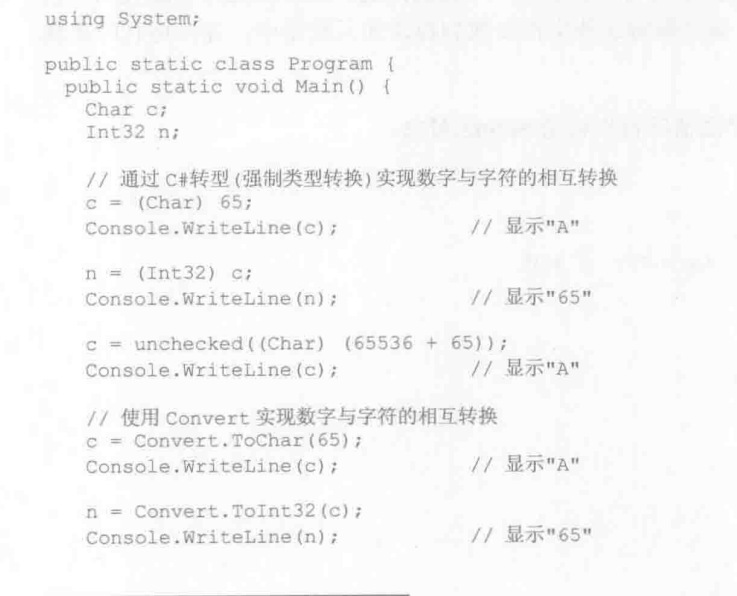 using System;
public static class Program {
public static void Main() {
Char c;
Int32 n;
// 通过 C#转型(强制类型转换)实现数字与字符的相互转换
c = (Char) 65;
Console.WriteLine(c); // 显示"A"
n = (Int32) c;
Console.WriteLine(n); // 显示"65"
c = unchecked((Char) (65536 + 65));
Console.WriteLine(c); // 显示"A"
// 使用 Convert 实现数字与字符的相互转换
c = Convert.ToChar(65);
Console.WriteLine(c); // 显示"A"
n = Convert.ToInt32(c);
Console.WriteLine(n); // 显示"65"